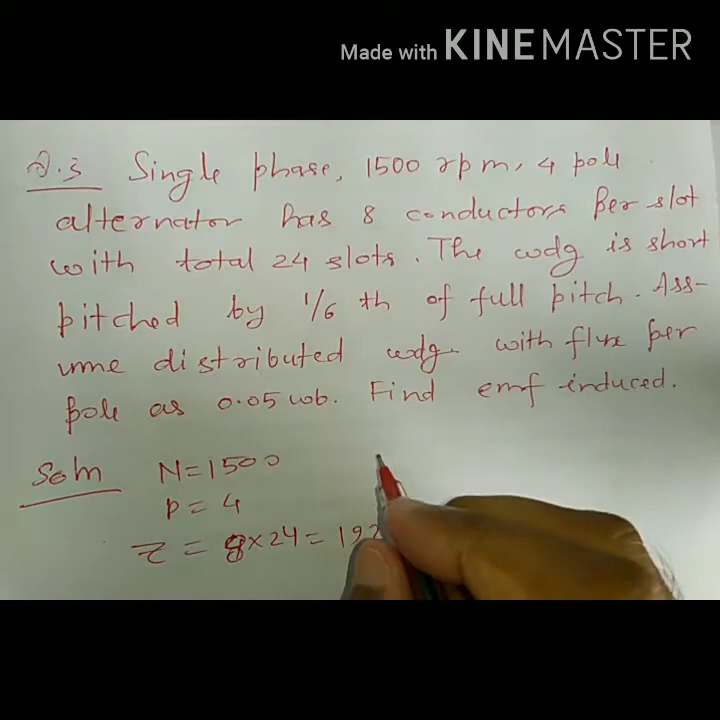 Made with KINEMASTER
Q.3 Single phase, 1500 rpm, 4 pole
alternator has 8 conductors per slot
with total 24 slots. The wdg is short
pitched by 1/6 th of full pitch. Ass-
ume distributed wdg. with flux per
pole as 0.05 wb. Find emf induced.
Soln N=1500
P = 4
Z = 8×24 = 192